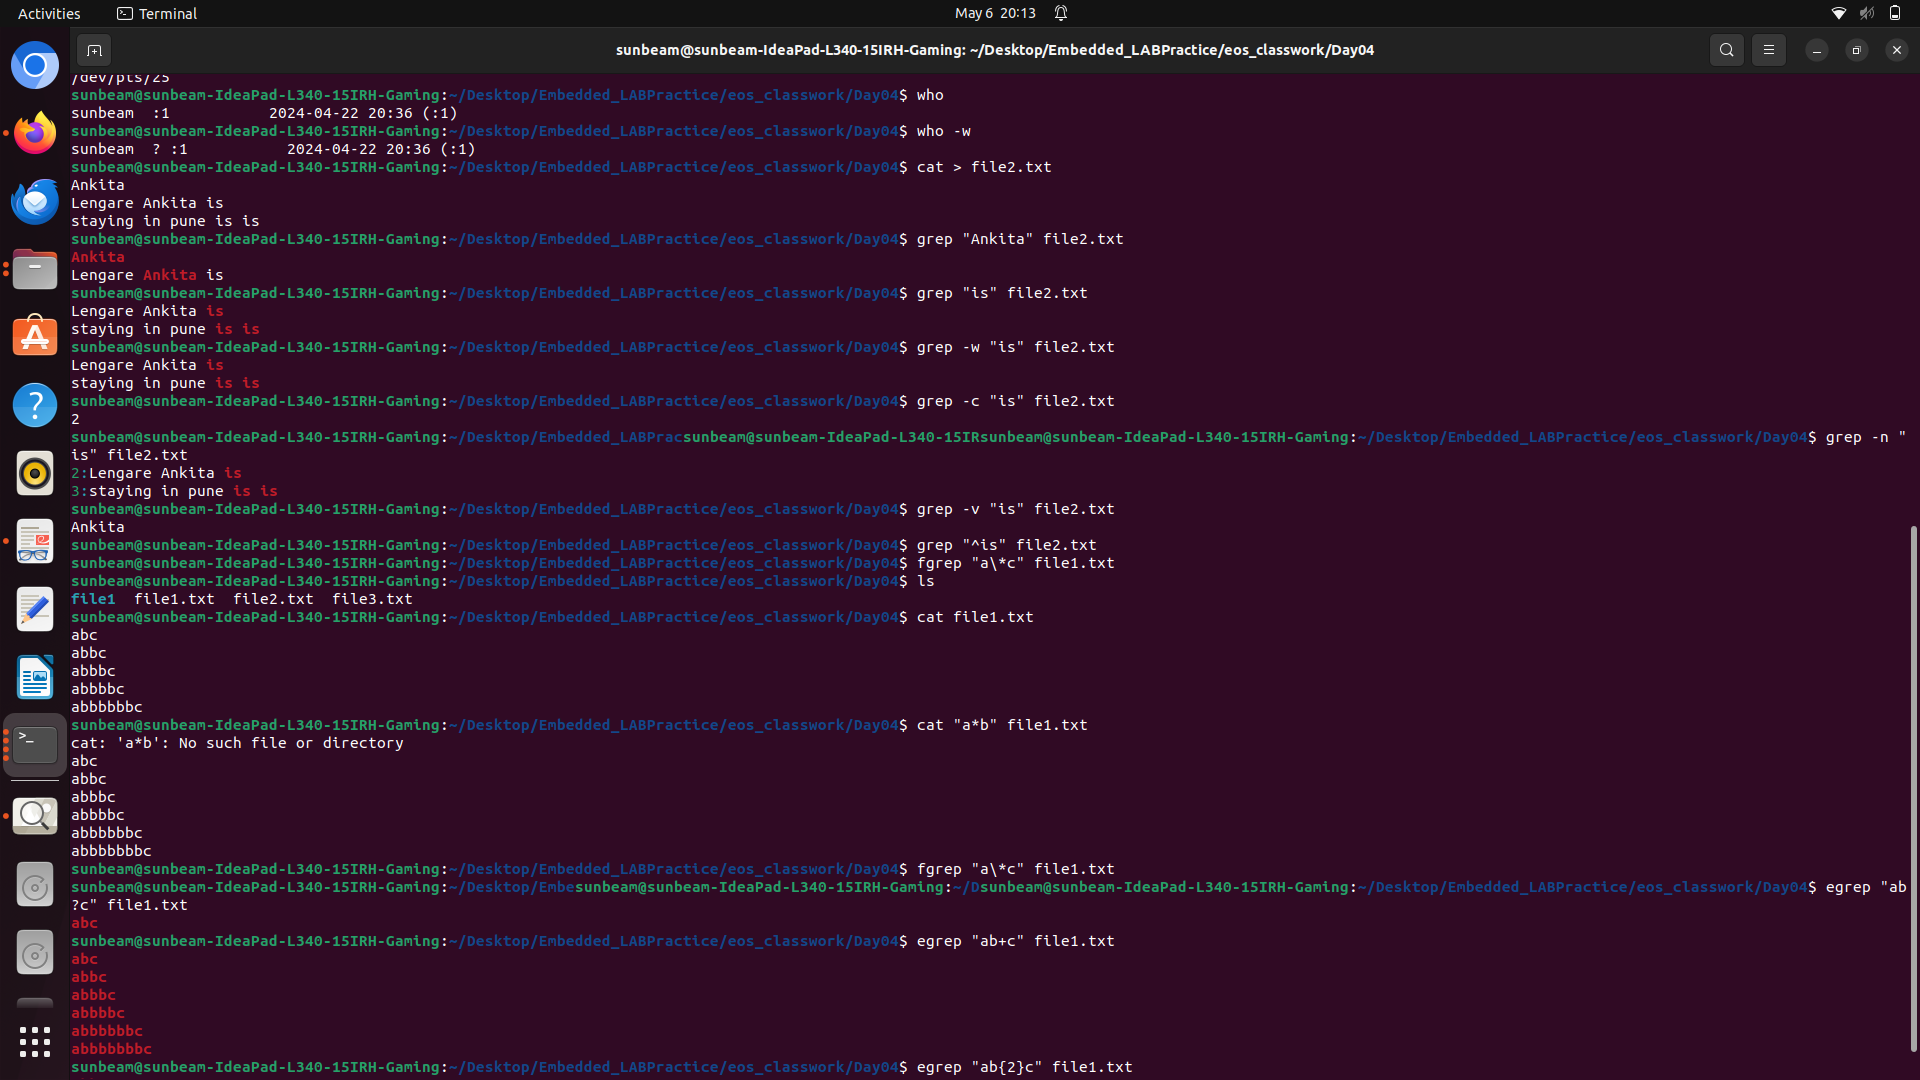 Activities Terminal May 6 20:13
sunbeam@sunbeam-IdeaPad-L340-15IRH-Gaming: ~/Desktop/Embedded_LABPractice/eos_classwork/Day04
/dev/pts/25
sunbeam@sunbeam-IdeaPad-L340-15IRH-Gaming:~/Desktop/Embedded_LABPractice/eos_classwork/Day04$ who
sunbeam  :1           2024-04-22 20:36 (:1)
sunbeam@sunbeam-IdeaPad-L340-15IRH-Gaming:~/Desktop/Embedded_LABPractice/eos_classwork/Day04$ who -w
sunbeam  ? :1           2024-04-22 20:36 (:1)
sunbeam@sunbeam-IdeaPad-L340-15IRH-Gaming:~/Desktop/Embedded_LABPractice/eos_classwork/Day04$ cat > file2.txt
Ankita
Lengare Ankita is
staying in pune is is
sunbeam@sunbeam-IdeaPad-L340-15IRH-Gaming:~/Desktop/Embedded_LABPractice/eos_classwork/Day04$ grep "Ankita" file2.txt
Ankita
Lengare Ankita is
sunbeam@sunbeam-IdeaPad-L340-15IRH-Gaming:~/Desktop/Embedded_LABPractice/eos_classwork/Day04$ grep "is" file2.txt
Lengare Ankita is
staying in pune is is
sunbeam@sunbeam-IdeaPad-L340-15IRH-Gaming:~/Desktop/Embedded_LABPractice/eos_classwork/Day04$ grep -w "is" file2.txt
Lengare Ankita is
staying in pune is is
sunbeam@sunbeam-IdeaPad-L340-15IRH-Gaming:~/Desktop/Embedded_LABPractice/eos_classwork/Day04$ grep -c "is" file2.txt
2
sunbeam@sunbeam-IdeaPad-L340-15IRH-Gaming:~/Desktop/Embedded_LABPracsunbeam@sunbeam-IdeaPad-L340-15IRsunbeam@sunbeam-IdeaPad-L340-15IRH-Gaming:~/Desktop/Embedded_LABPractice/eos_classwork/Day04$ grep -n "
is" file2.txt
2:Lengare Ankita is
3:staying in pune is is
sunbeam@sunbeam-IdeaPad-L340-15IRH-Gaming:~/Desktop/Embedded_LABPractice/eos_classwork/Day04$ grep -v "is" file2.txt
Ankita
sunbeam@sunbeam-IdeaPad-L340-15IRH-Gaming:~/Desktop/Embedded_LABPractice/eos_classwork/Day04$ grep "^is" file2.txt
sunbeam@sunbeam-IdeaPad-L340-15IRH-Gaming:~/Desktop/Embedded_LABPractice/eos_classwork/Day04$ fgrep "a\*c" file1.txt
sunbeam@sunbeam-IdeaPad-L340-15IRH-Gaming:~/Desktop/Embedded_LABPractice/eos_classwork/Day04$ ls
file1  file1.txt  file2.txt  file3.txt
sunbeam@sunbeam-IdeaPad-L340-15IRH-Gaming:~/Desktop/Embedded_LABPractice/eos_classwork/Day04$ cat file1.txt
abc
abbc
abbbc
abbbbc
abbbbbbc
sunbeam@sunbeam-IdeaPad-L340-15IRH-Gaming:~/Desktop/Embedded_LABPractice/eos_classwork/Day04$ cat "a*b" file1.txt
cat: 'a*b': No such file or directory
abc
abbc
abbbc
abbbbc
abbbbbbc
abbbbbbbc
sunbeam@sunbeam-IdeaPad-L340-15IRH-Gaming:~/Desktop/Embedded_LABPractice/eos_classwork/Day04$ fgrep "a\*c" file1.txt
sunbeam@sunbeam-IdeaPad-L340-15IRH-Gaming:~/Desktop/Embesunbeam@sunbeam-IdeaPad-L340-15IRH-Gaming:~/Dsunbeam@sunbeam-IdeaPad-L340-15IRH-Gaming:~/Desktop/Embedded_LABPractice/eos_classwork/Day04$ egrep "ab
?c" file1.txt
abc
sunbeam@sunbeam-IdeaPad-L340-15IRH-Gaming:~/Desktop/Embedded_LABPractice/eos_classwork/Day04$ egrep "ab+c" file1.txt
abc
abbc
abbbc
abbbbc
abbbbbbc
abbbbbbbc
sunbeam@sunbeam-IdeaPad-L340-15IRH-Gaming:~/Desktop/Embedded_LABPractice/eos_classwork/Day04$ egrep "ab{2}c" file1.txt